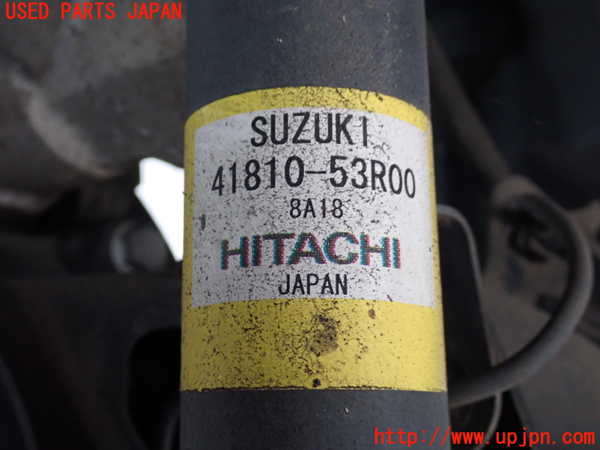 USED PARTS JAPAN
SUZUKI
41810-53R00
8A18
HITACHI
JAPAN
http://www.upjpn.com/